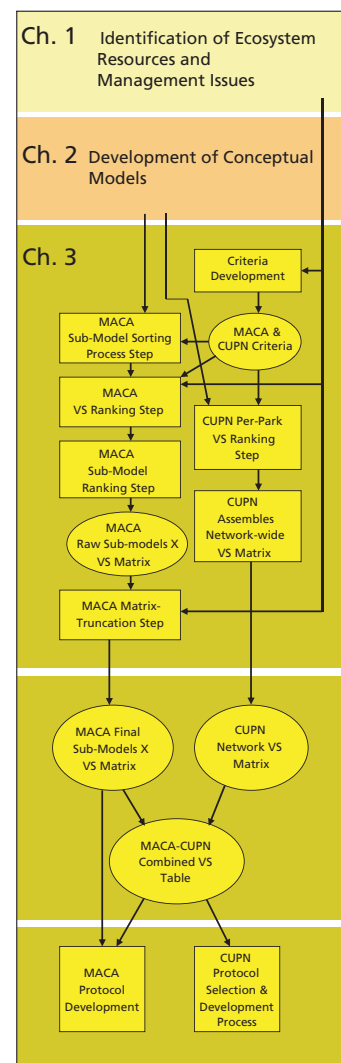 Ch. 1 Identification of Ecosystem
Resources and
Management Issues
Ch. 2 Development of Conceptual
Models
Ch. 3
Criteria
Development
MACA
Sub-Model Sorting
Process Step
MACA &
CUPN Criteria
MACA
VS Ranking Step
CUPN Per-Park
VS Ranking
Step
MACA
Sub-Model
Ranking Step
CUPN
Assembles
Network-wide
VS Matrix
MACA
Raw Sub-models X
VS Matrix
MACA Matrix-
Truncation Step
MACA Final
Sub-Models X
VS Matrix
CUPN
Network VS
Matrix
MACA-CUPN
Combined VS
Table
MACA
Protocol
Development
CUPN
Protocol
Selection &
Development
Process